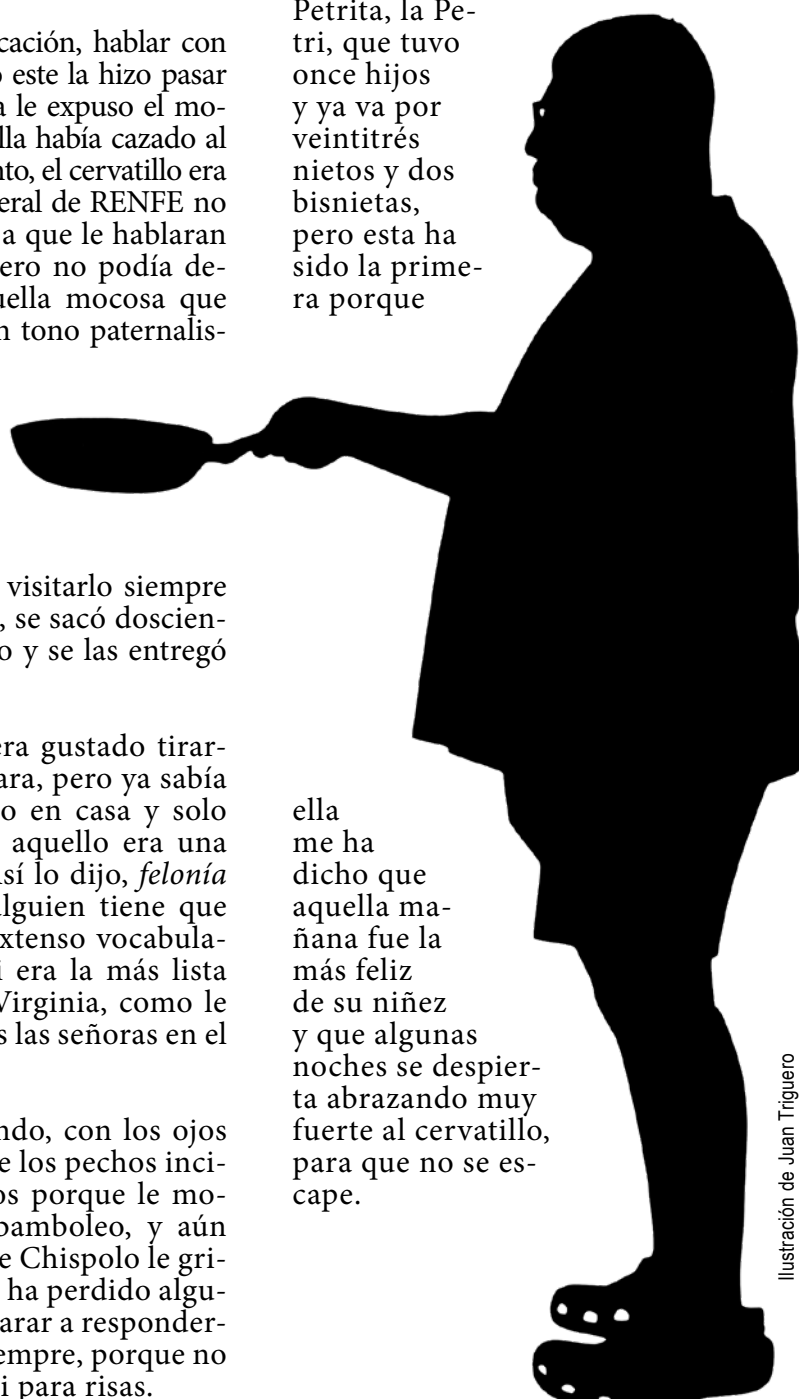 cación, hablar con
este la hizo pasar
a le expuso el mo-
lla había cazado al
nto, el cervatillo era
eral de RENFE no
a que le hablaran
ero no podía de-
uella mocosa que
n tono paternalis-
visitarlo siempre
, se sacó doscien-
o y se las entregó
era gustado tirar-
ara, pero ya sabía
o en casa y solo
aquello era una
sí lo dijo, felonía
lguien tiene que
xtenso vocabula-
i era la más lista
Virginia, como le
s las señoras en el
ndo, con los ojos
e los pechos inci-
os porque le mo-
bamboleo, y aún
e Chispolo le gri-
ha perdido algu-
arar a responder-
empre, porque no
i para risas.
Petrita, la Pe-
tri, que tuvo
once hijos
y ya va por
veintitrés
nietos y dos
bisnietas,
pero esta ha
sido la prime-
ra porque
ella
me ha
dicho que
aquella ma-
ñana fue la
más feliz
de su niñez
y que algunas
noches se despier-
ta abrazando muy
fuerte al cervatillo,
para que no se es-
cape.
Ilustración de Juan Triguero